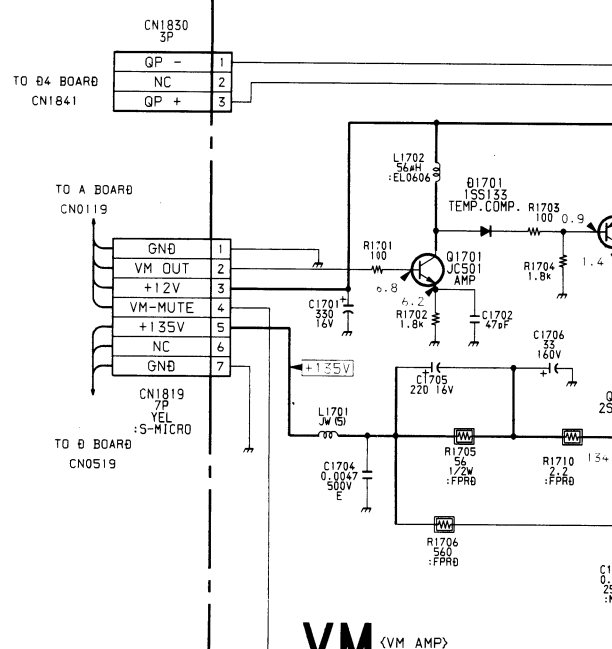 CN1830
3P
QP - 1
NC 2
QP + 3
TO D4 BOARD
CN1841
L1702
56μH
:EL0606
D1701
1SS133
TEMP.COMP.
R1703
100
0.9
TO A BOARD
CN0119
GND 1
VM OUT 2
+12V 3
VM-MUTE 4
+135V 5
NC 6
GND 7
R1701
100
6.8
Q1701
JC501
AMP
R1704
1.8k
1.4
6.2
C1701
330
16V
+
R1702
1.8k
C1702
47pF
C1706
33
160V
+
+135V
+
C1705
220 16V
CN1819
7P
YEL
:S-MICRO
L1701
JW (5)
Q
2S
TO D BOARD
CN0519
C1704
0.0047
500V
E
R1705
56
1/2W
:FPRD
R1710
2.2
:FPRD
134
R1706
560
:FPRD
C1
0.
25
:M
VM
{VM AMP}